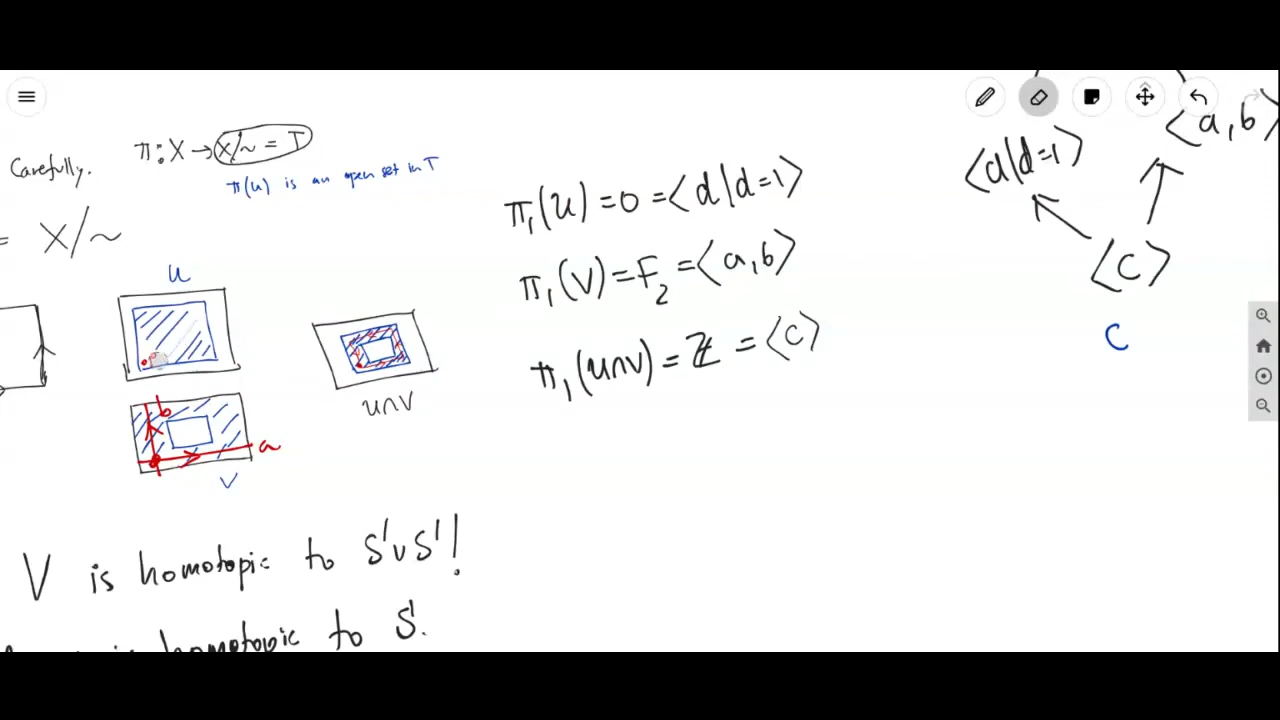 Carefully.
π:X→X/~ = T
π(u) is an open set in T
= X/~
u
b
a
V
u∩V
π₁(u)=0=⟨d|d=1⟩
π₁(V)=F₂=⟨a,b⟩
π₁(u∩V)=ℤ=⟨c⟩
⟨d|d=1⟩
⟨a,b⟩
⟨c⟩
c
V is homotopic to S¹∨S¹!
is homotopic to S¹.